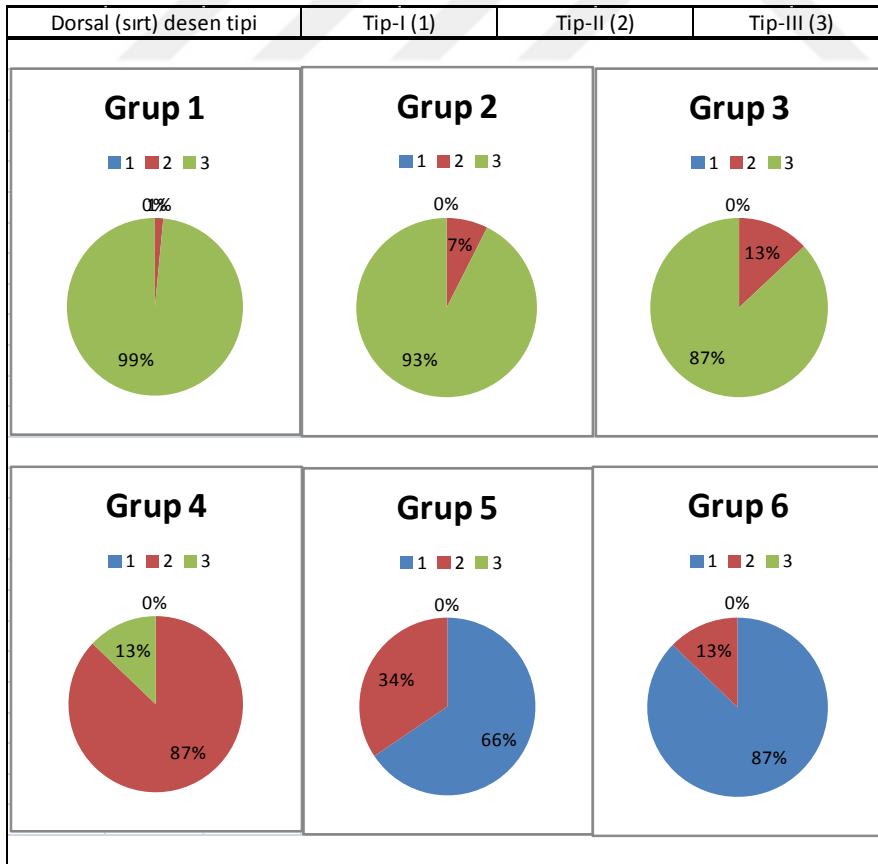 Dorsal (sırt) desen tipi Tip-I (1) Tip-II (2) Tip-III (3)
Grup 1
1 2 3
0% 1%
99%
Grup 2
1 2 3
0%
7%
93%
Grup 3
1 2 3
0%
13%
87%
Grup 4
1 2 3
0%
13%
87%
Grup 5
1 2 3
0%
34%
66%
Grup 6
1 2 3
0%
13%
87%